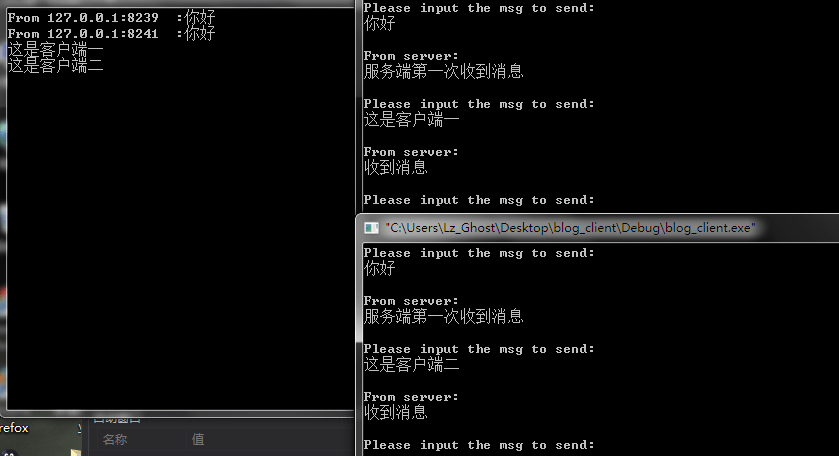 From 127.0.0.1:8239  :你好
From 127.0.0.1:8241  :你好
这是客户端一
这是客户端二
Please input the msg to send:
你好
From server:
服务端第一次收到消息
Please input the msg to send:
这是客户端一
From server:
收到消息
Please input the msg to send:
"C:\Users\Lz_Ghost\Desktop\blog_client\Debug\blog_client.exe"
Please input the msg to send:
你好
From server:
服务端第一次收到消息
Please input the msg to send:
这是客户端二
From server:
收到消息
Please input the msg to send:
自动窗口
refox
名称
值